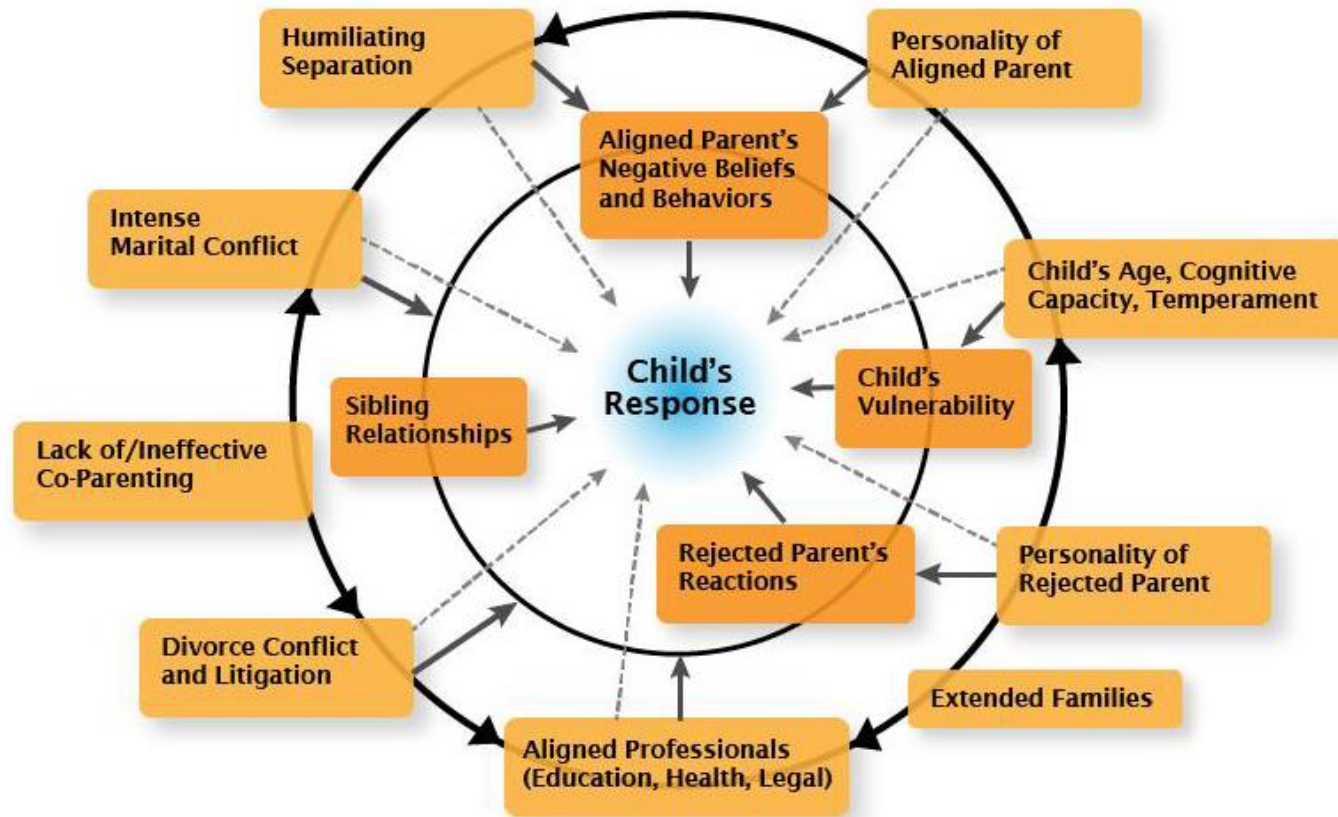 Humiliating
Separation
Personality of
Aligned Parent
Aligned Parent's
Negative Beliefs
and Behaviors
Intense
Marital Conflict
Child's Age, Cognitive
Capacity, Temperament
Child's
Response
Child's
Vulnerability
Sibling
Relationships
Lack of/Ineffective
Co-Parenting
Rejected Parent's
Reactions
Personality of
Rejected Parent
Divorce Conflict
and Litigation
Extended Families
Aligned Professionals
(Education, Health, Legal)